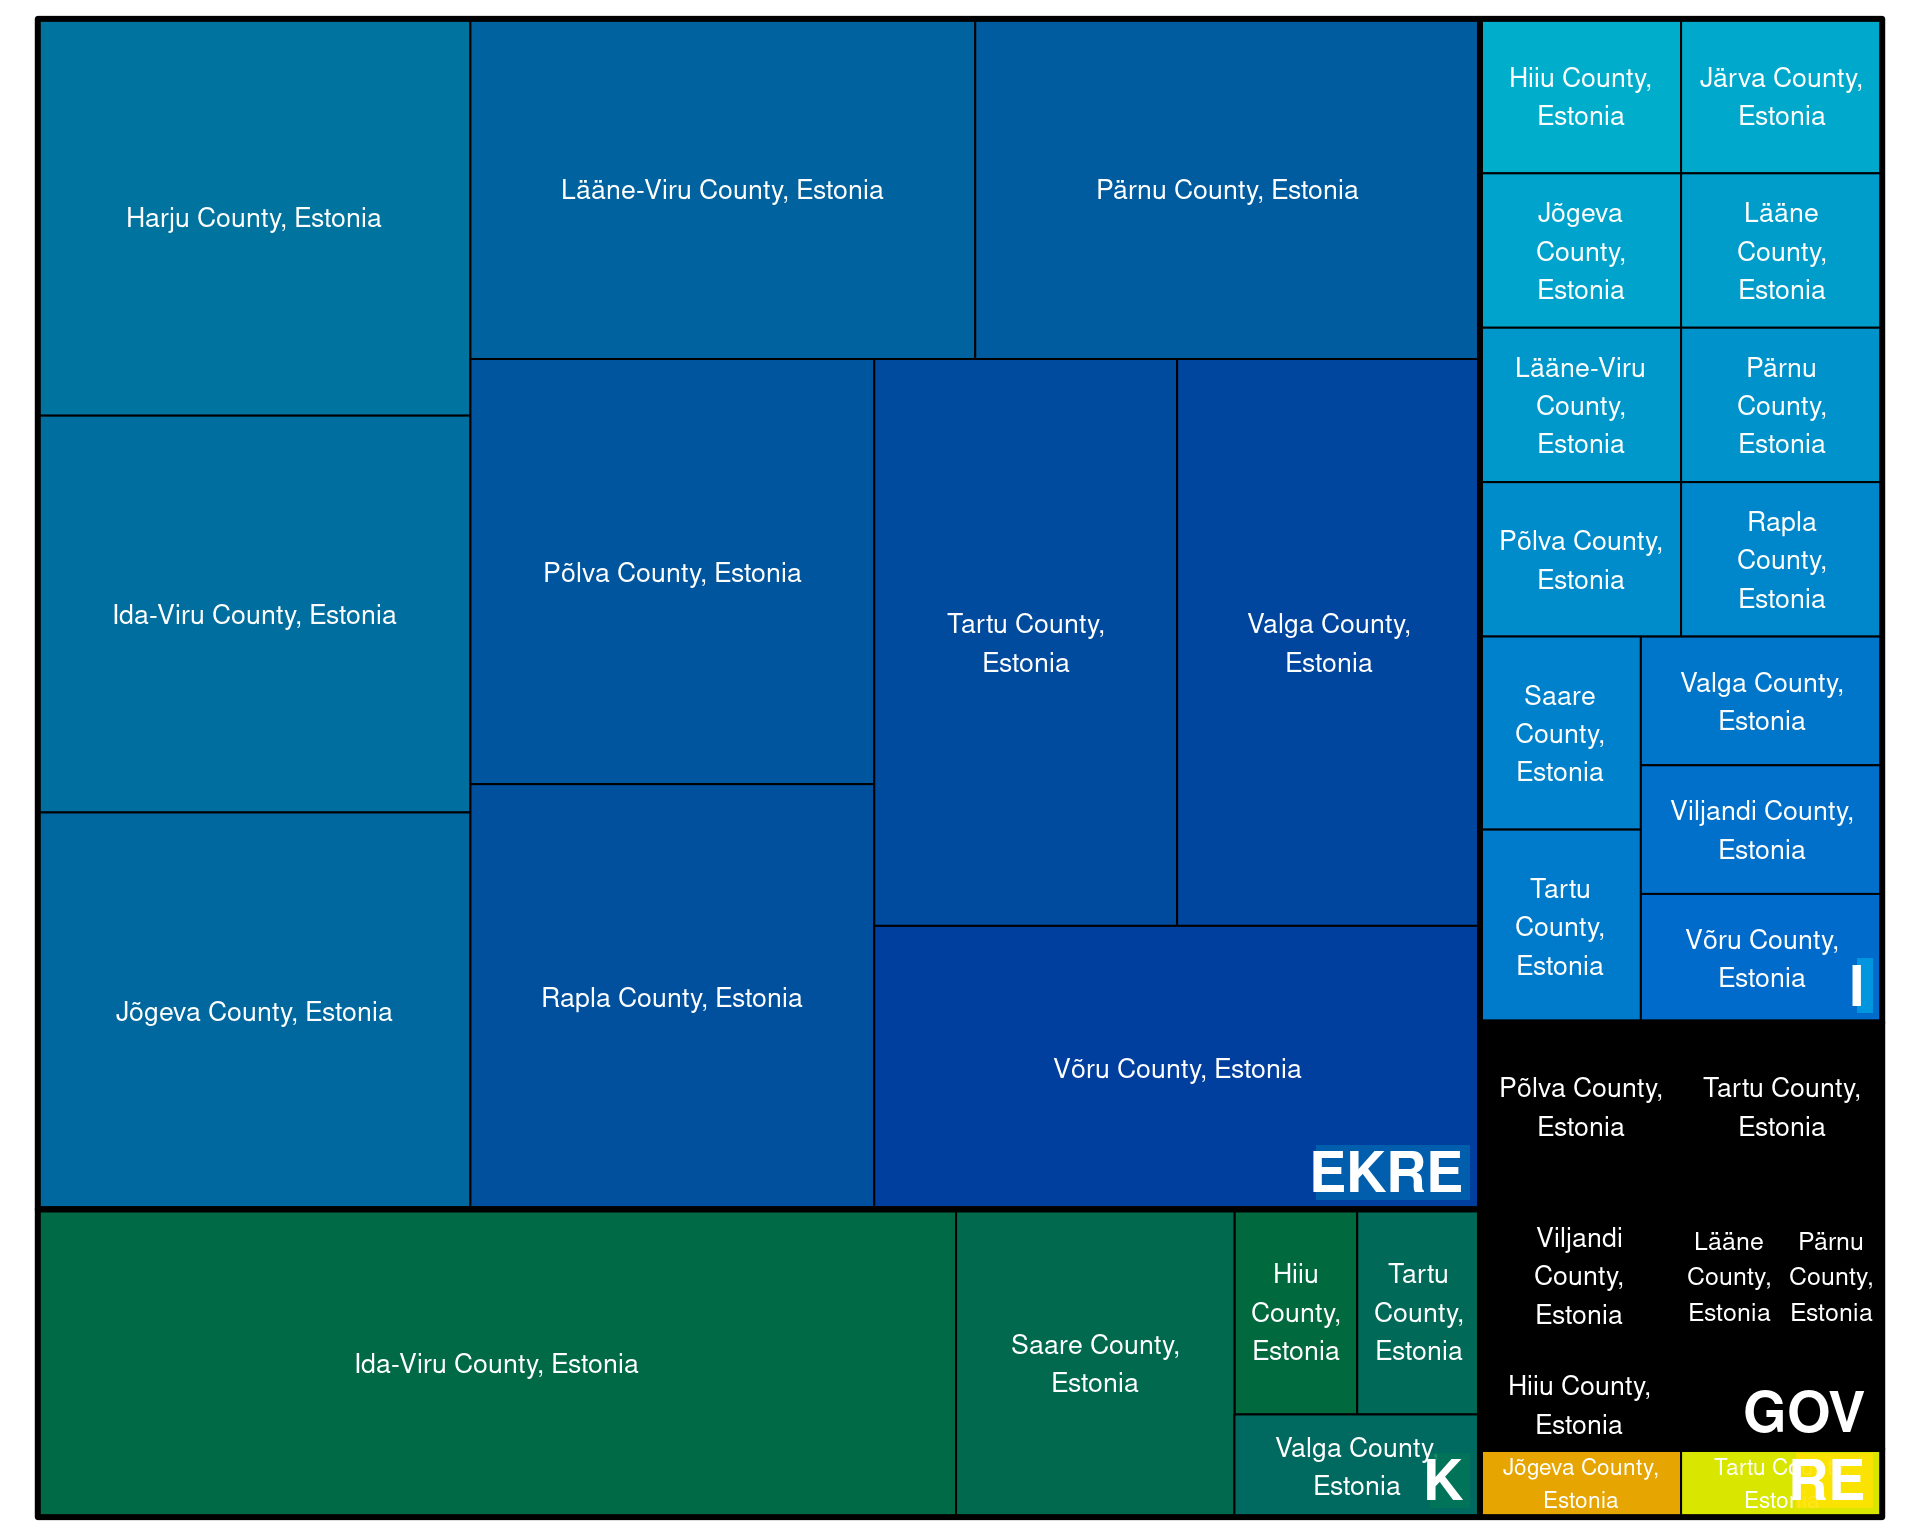 Harju County, Estonia
Ida-Viru County, Estonia
Jõgeva County, Estonia
Lääne-Viru County, Estonia
Pärnu County, Estonia
Põlva County, Estonia
Rapla County, Estonia
Tartu County,
Estonia
Valga County,
Estonia
Võru County, Estonia
EKRE
Ida-Viru County, Estonia
Saare County,
Estonia
Hiiu
County,
Estonia
Tartu
County,
Estonia
Valga County,
Estonia
K
Hiiu County,
Estonia
Järva County,
Estonia
Jõgeva
County,
Estonia
Lääne
County,
Estonia
Lääne-Viru
County,
Estonia
Pärnu
County,
Estonia
Põlva County,
Estonia
Rapla
County,
Estonia
Saare
County,
Estonia
Tartu
County,
Estonia
Valga County,
Estonia
Viljandi County,
Estonia
Võru County,
Estonia
I
Põlva County,
Estonia
Tartu County,
Estonia
Viljandi
County,
Estonia
Lääne
County,
Estonia
Pärnu
County,
Estonia
Hiiu County,
Estonia
GOV
Jõgeva County,
Estonia
Tartu County,
Estonia
RE